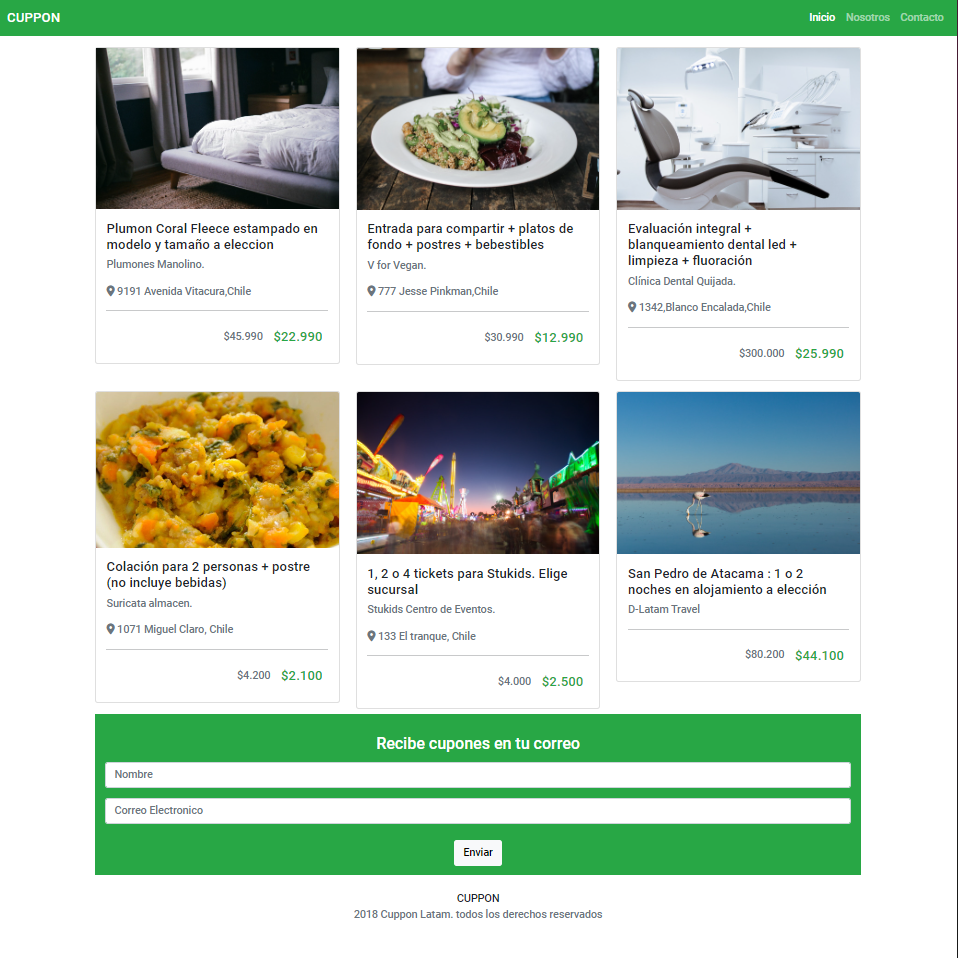 CUPPON
Inicio Nosotros Contacto
Plumon Coral Fleece estampado en
modelo y tamaño a eleccion
Plumones Manolino.
9191 Avenida Vitacura,Chile
$45.990 $22.990
Entrada para compartir + platos de
fondo + postres + bebestibles
V for Vegan.
777 Jesse Pinkman,Chile
$30.990 $12.990
Evaluación integral +
blanqueamiento dental led +
limpieza + fluoración
Clínica Dental Quijada.
1342,Blanco Encalada,Chile
$300.000 $25.990
Colación para 2 personas + postre
(no incluye bebidas)
Suricata almacen.
1071 Miguel Claro, Chile
$4.200 $2.100
1, 2 o 4 tickets para Stukids. Elige
sucursal
Stukids Centro de Eventos.
133 El tranque, Chile
$4.000 $2.500
San Pedro de Atacama : 1 o 2
noches en alojamiento a elección
D-Latam Travel
$80.200 $44.100
Recibe cupones en tu correo
Nombre
Correo Electronico
Enviar
CUPPON
2018 Cuppon Latam. todos los derechos reservados